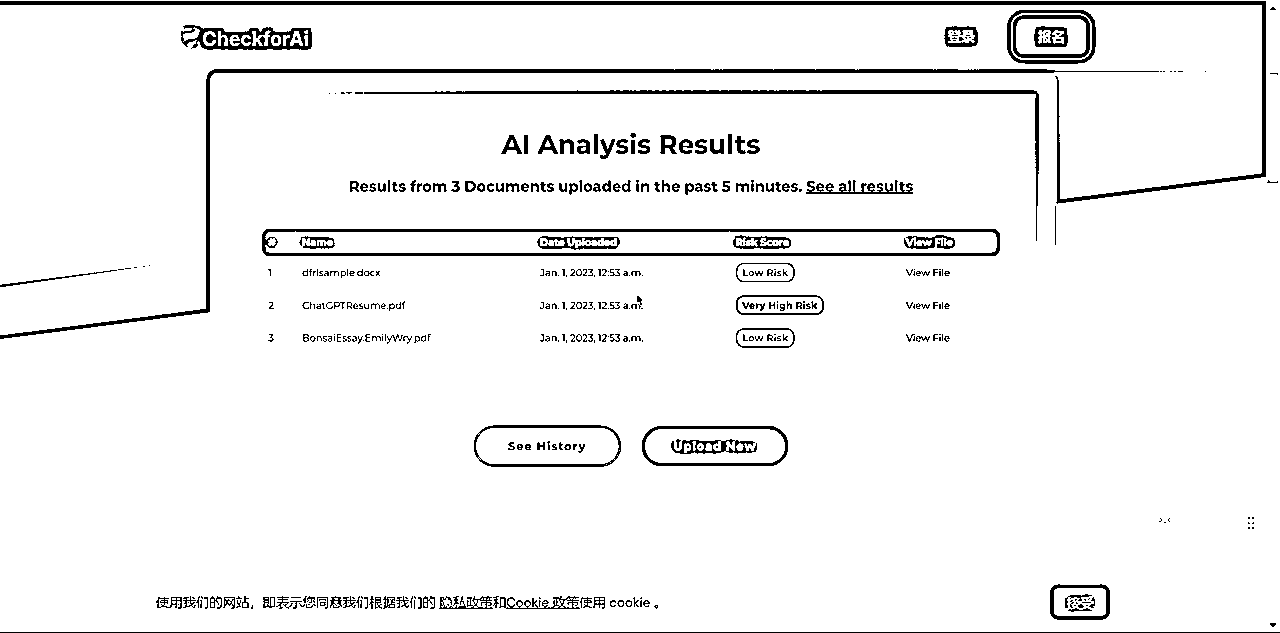 CheckforAi 登录 报名
AI Analysis Results
Results from 3 Documents uploaded in the past 5 minutes. See all results
# Name Date Uploaded Risk Score View File
1 dfrlsample.docx Jan. 1, 2023, 12:53 a.m. Low Risk View File
2 ChatGPTResume.pdf Jan. 1, 2023, 12:53 a.m. Very High Risk View File
3 BonsaiEssay.EmilyWry.pdf Jan. 1, 2023, 12:53 a.m. Low Risk View File
See History Upload New
使用我们的网站，即表示您同意我们根据我们的 隐私政策和Cookie 政策使用 cookie 。 接受